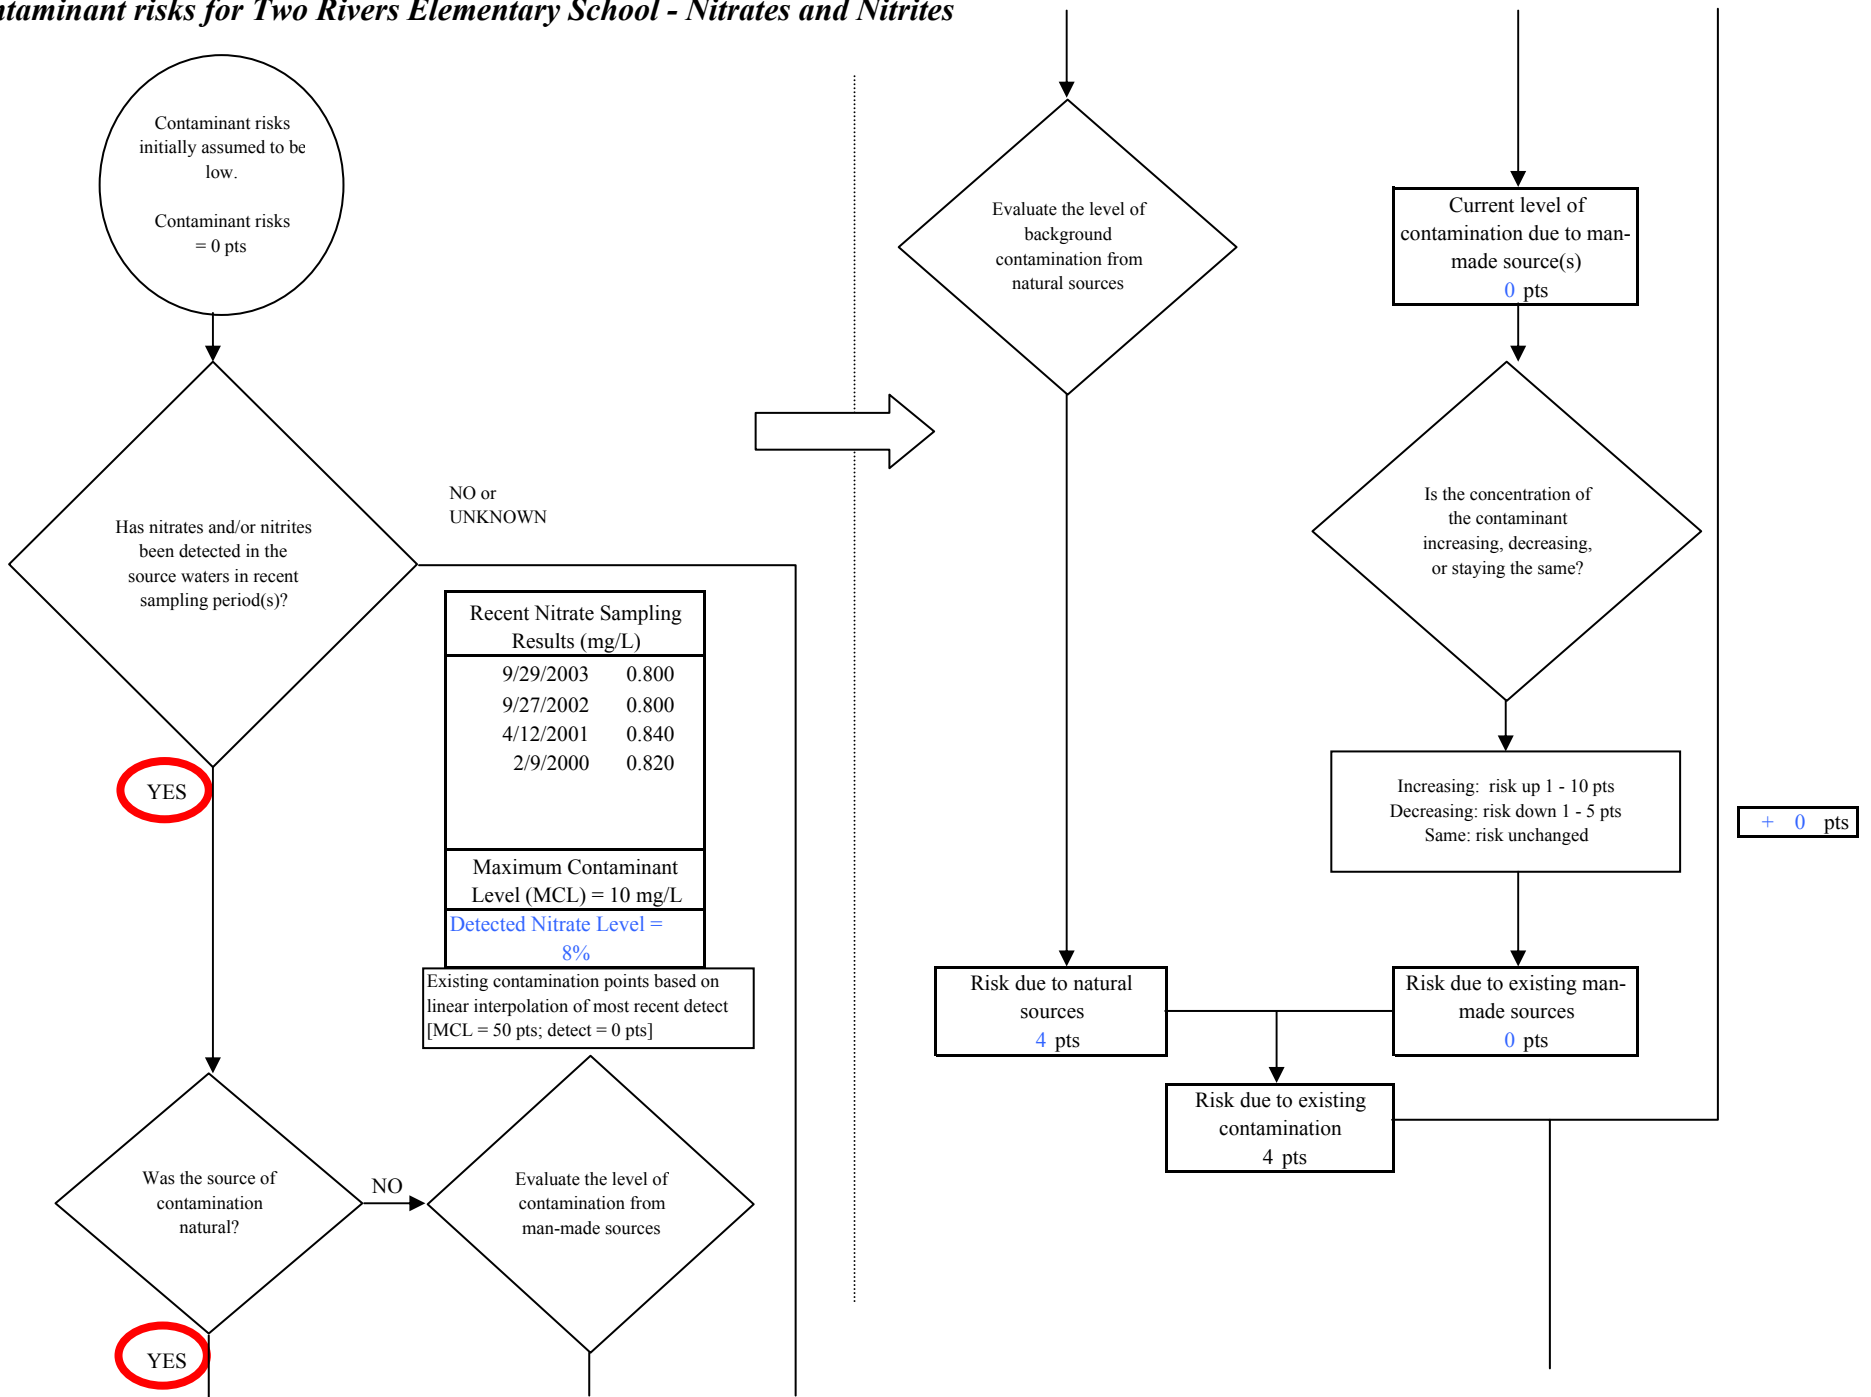 ntaminant risks for Two Rivers Elementary School - Nitrates and Nitrites
Contaminant risks
initially assumed to be
low.
Contaminant risks
= 0 pts
Has nitrates and/or nitrites
been detected in the
source waters in recent
sampling period(s)?
NO or
UNKNOWN
YES
Recent Nitrate Sampling
Results (mg/L)
9/29/2003 0.800
9/27/2002 0.800
4/12/2001 0.840
2/9/2000 0.820
Maximum Contaminant
Level (MCL) = 10 mg/L
Detected Nitrate Level =
8%
Existing contamination points based on
linear interpolation of most recent detect
[MCL = 50 pts; detect = 0 pts]
Was the source of
contamination
natural?
NO
Evaluate the level of
contamination from
man-made sources
YES
Evaluate the level of
background
contamination from
natural sources
Current level of
contamination due to man-
made source(s)
0 pts
Is the concentration of
the contaminant
increasing, decreasing,
or staying the same?
Increasing: risk up 1 - 10 pts
Decreasing: risk down 1 - 5 pts
Same: risk unchanged
+ 0 pts
Risk due to natural
sources
4 pts
Risk due to existing man-
made sources
0 pts
Risk due to existing
contamination
4 pts